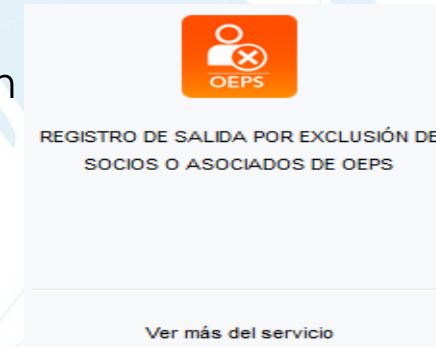 n
OEPS
REGISTRO DE SALIDA POR EXCLUSIÓN DE
SOCIOS O ASOCIADOS DE OEPS
Ver más del servicio